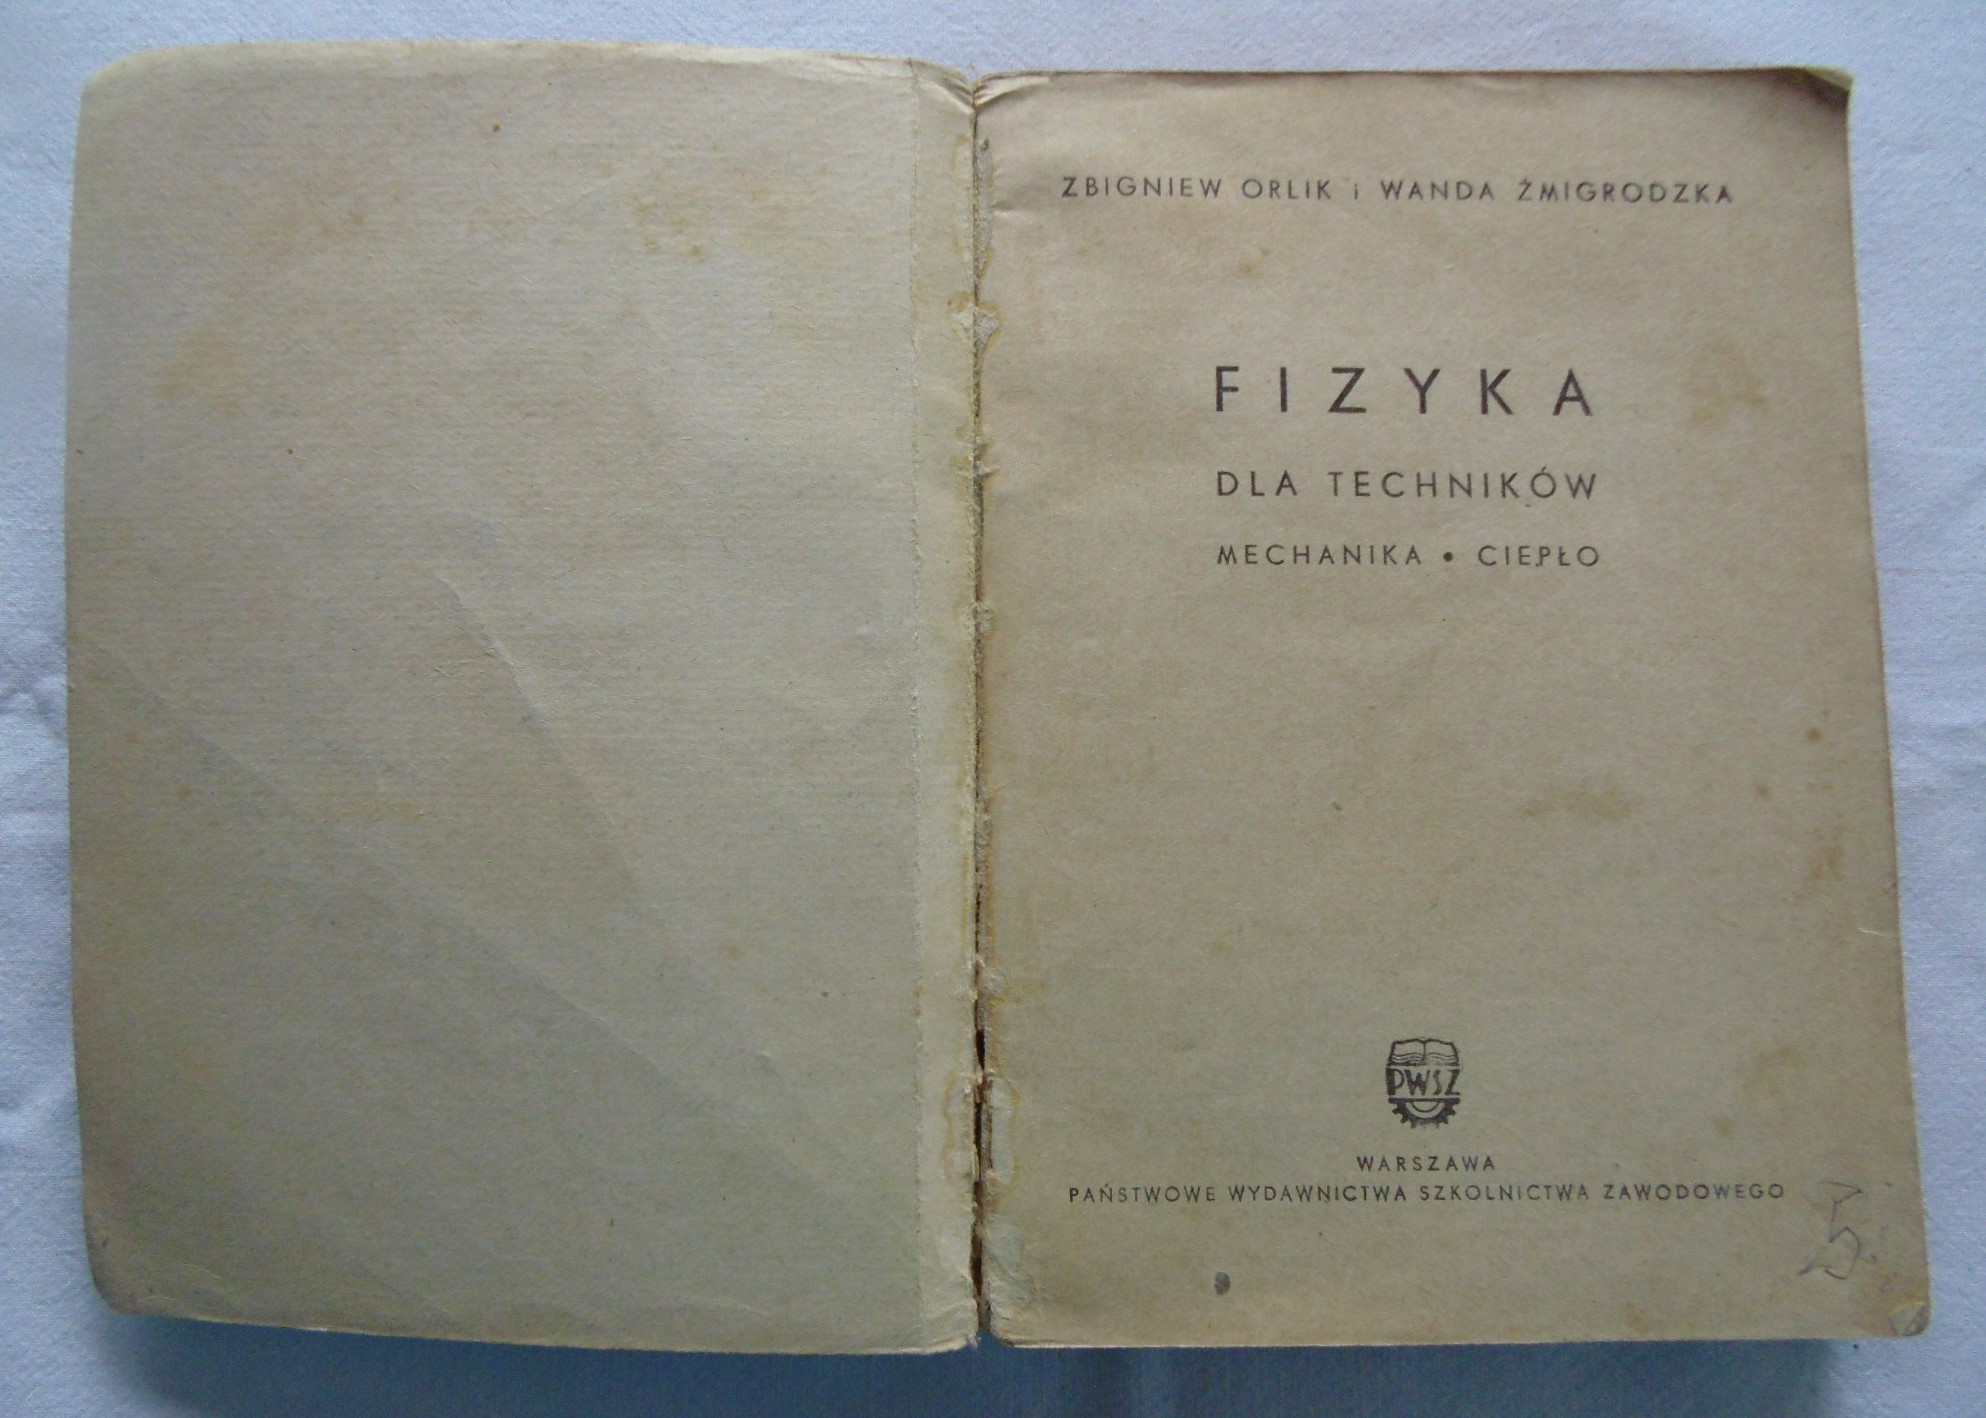 ZBIGNIEW ORLIK i WANDA ŻMIGRODZKA
FIZYKA
DLA TECHNIKÓW
MECHANIKA • CIEPŁO
PWSZ
WARSZAWA
PAŃSTWOWE WYDAWNICTWA SZKOLNICTWA ZAWODOWEGO